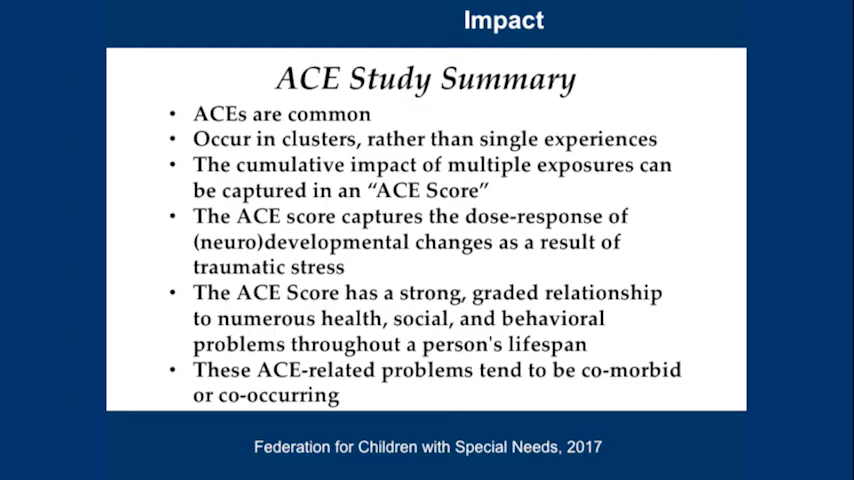 Impact
ACE Study Summary
• ACEs are common
• Occur in clusters, rather than single experiences
• The cumulative impact of multiple exposures can
be captured in an “ACE Score”
• The ACE score captures the dose-response of
(neuro)developmental changes as a result of
traumatic stress
• The ACE Score has a strong, graded relationship
to numerous health, social, and behavioral
problems throughout a person's lifespan
• These ACE-related problems tend to be co-morbid
or co-occurring
Federation for Children with Special Needs, 2017